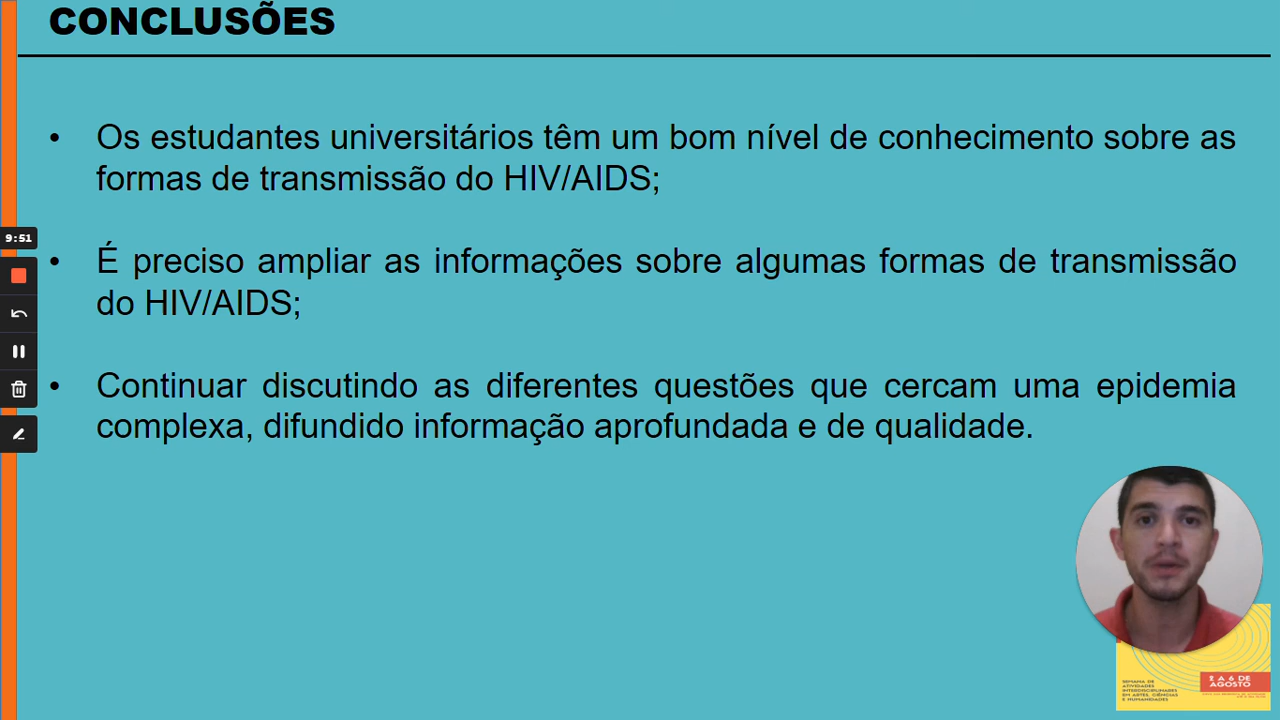 CONCLUSÕES
• Os estudantes universitários têm um bom nível de conhecimento sobre as
formas de transmissão do HIV/AIDS;
9:51
• É preciso ampliar as informações sobre algumas formas de transmissão
do HIV/AIDS;
• Continuar discutindo as diferentes questões que cercam uma epidemia
complexa, difundido informação aprofundada e de qualidade.
SEMANA DE
ATIVIDADES
INTERDISCIPLINARES
EM ARTES, CIÊNCIAS
E HUMANIDADES
2 A 6 DE
AGOSTO